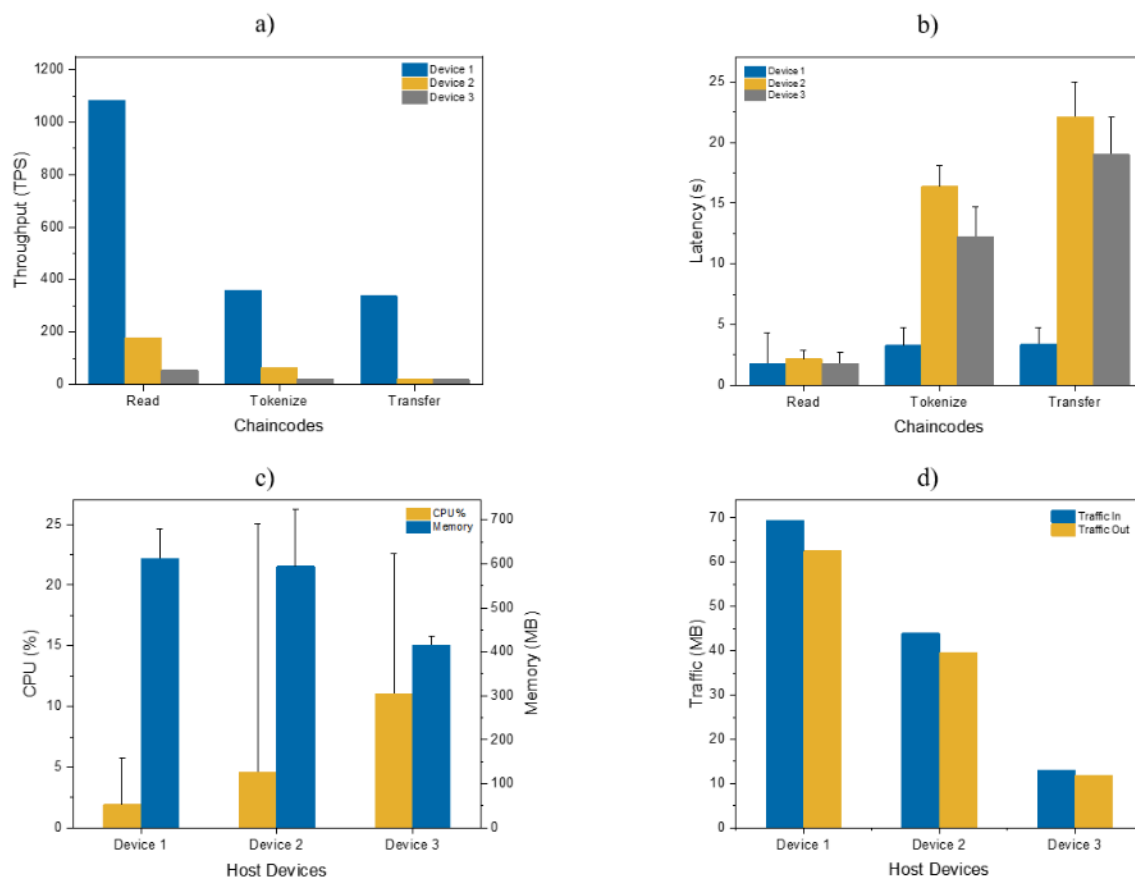 a)
1200
1000
800
600
400
200
0
Throughput (TPS)
Device 1
Device 2
Device 3
Read
Tokenize
Transfer
Chaincodes
b)
25
20
15
10
5
0
Latency (s)
Device 1
Device 2
Device 3
Read
Tokenize
Transfer
Chaincodes
c)
25
20
15
10
5
0
CPU (%)
CPU %
Memory
700
600
500
400
300
200
100
0
Memory (MB)
Device 1
Device 2
Device 3
Host Devices
d)
70
60
50
40
30
20
10
0
Traffic (MB)
Traffic In
Traffic Out
Device 1
Device 2
Device 3
Host Devices